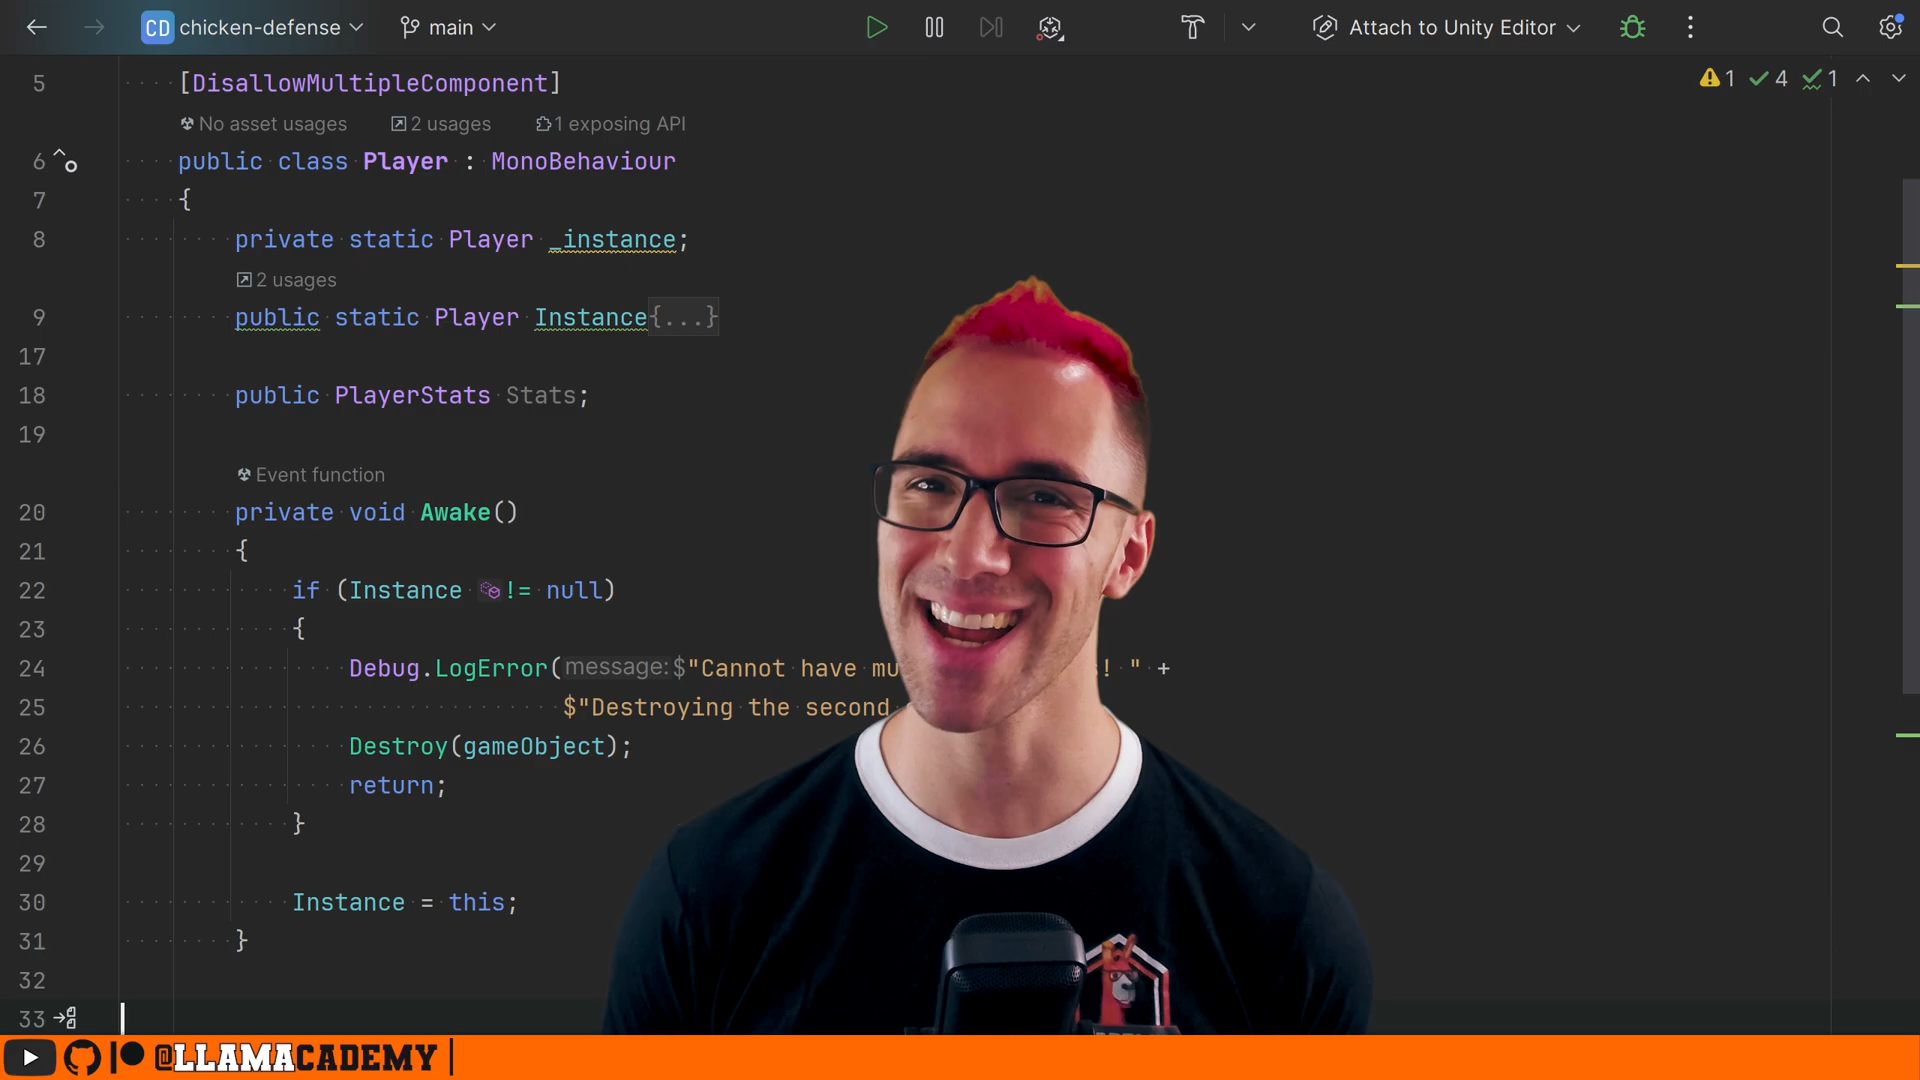 CD chicken-defense main Attach to Unity Editor
5 [DisallowMultipleComponent] 1 4 1
No asset usages 2 usages 1 exposing API
6 public class Player : MonoBehaviour
7 {
8 private static Player _instance;
2 usages
9 public static Player Instance{...}
17
18 public PlayerStats Stats;
19
Event function
20 private void Awake()
21 {
22 if (Instance != null)
23 {
24 Debug.LogError(message:$"Cannot have ! " +
25 $"Destroying the second
26 Destroy(gameObject);
27 return;
28 }
29
30 Instance = this;
31 }
32
33
@LLAMACADEMY